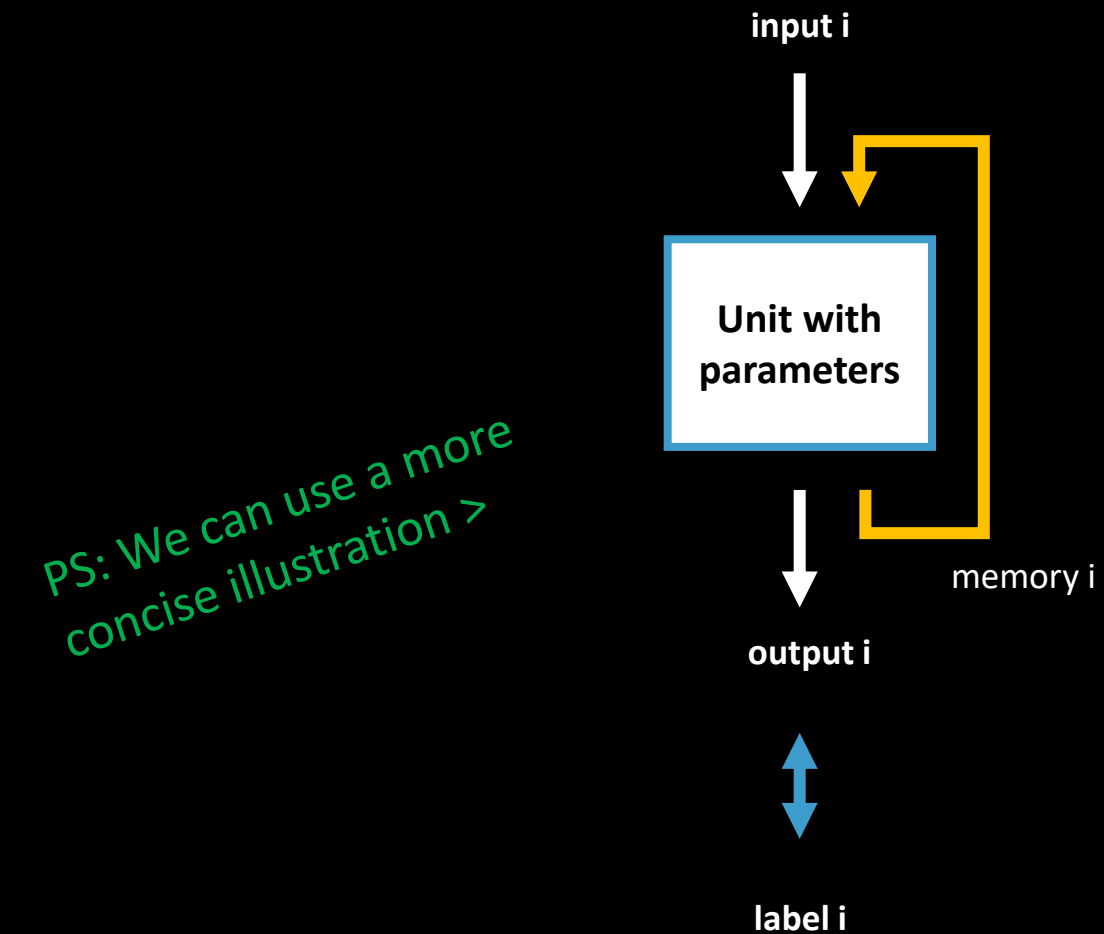 input i
Unit with
parameters
PS: We can use a more
concise illustration >
memory i
output i
label i